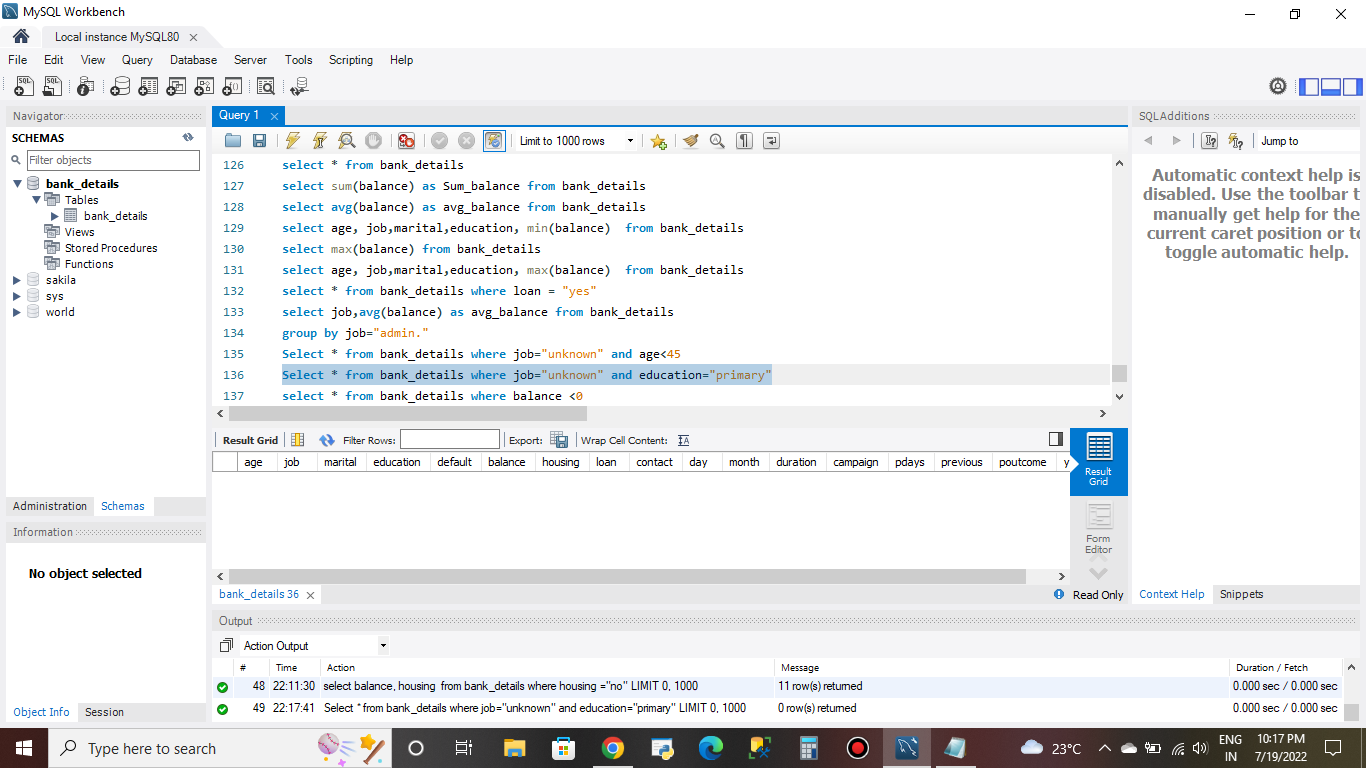 MySQL Workbench
Local instance MySQL80
File Edit View Query Database Server Tools Scripting Help
Navigator
SCHEMAS
Filter objects
bank_details
Tables
bank_details
Views
Stored Procedures
Functions
sakila
sys
world
Administration Schemas
Information
No object selected
Object Info Session
Query 1
Limit to 1000 rows
126 select * from bank_details
127 select sum(balance) as Sum_balance from bank_details
128 select avg(balance) as avg_balance from bank_details
129 select age, job,marital,education, min(balance)  from bank_details
130 select max(balance) from bank_details
131 select age, job,marital,education, max(balance)  from bank_details
132 select * from bank_details where loan = "yes"
133 select job,avg(balance) as avg_balance from bank_details
134 group by job="admin."
135 Select * from bank_details where job="unknown" and age<45
136 Select * from bank_details where job="unknown" and education="primary"
137 select * from bank_details where balance <0
Result Grid Filter Rows: Export: Wrap Cell Content:
age job marital education default balance housing loan contact day month duration campaign pdays previous poutcome y
Result
Grid
Form
Editor
bank_details 36
Read Only
SQLAdditions
Jump to
Automatic context help is
disabled. Use the toolbar t
manually get help for the
current caret position or to
toggle automatic help.
Context Help Snippets
Output
Action Output
# Time Action Message Duration / Fetch
48 22:11:30 select balance, housing  from bank_details where housing ="no" LIMIT 0, 1000 11 row(s) returned 0.000 sec / 0.000 sec
49 22:17:41 Select * from bank_details where job="unknown" and education="primary" LIMIT 0, 1000 0 row(s) returned 0.000 sec / 0.000 sec
Type here to search
23°C
ENG
IN
10:17 PM
7/19/2022